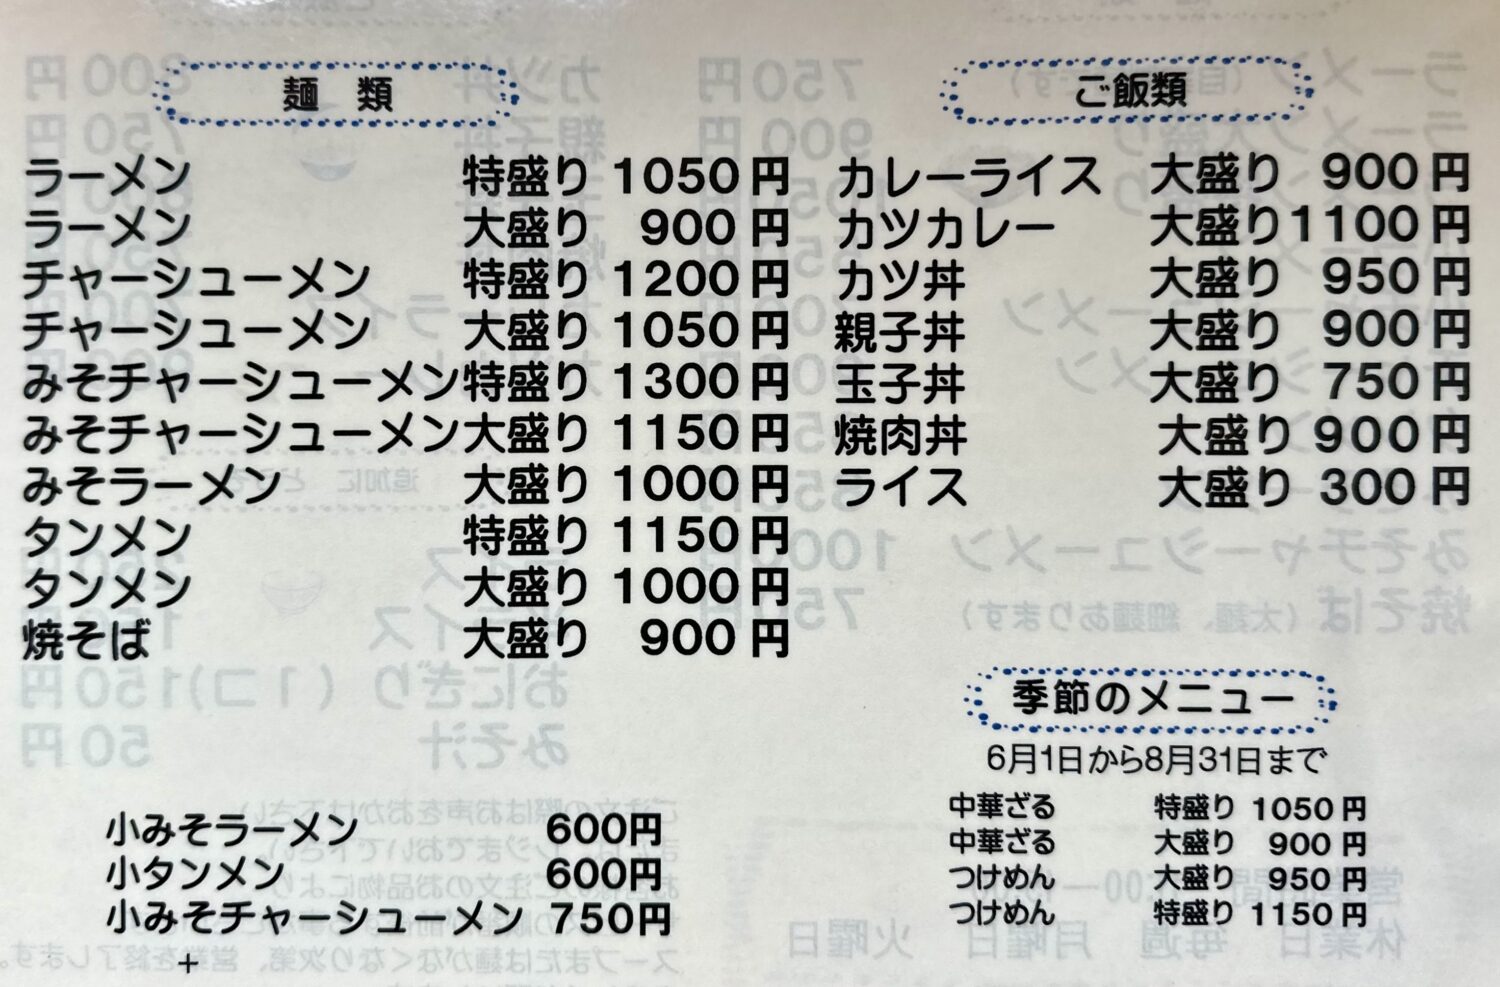 麺 類
ラーメン 特盛り 1050円
ラーメン 大盛り 900円
チャーシューメン 特盛り 1200円
チャーシューメン 大盛り 1050円
みそチャーシューメン 特盛り 1300円
みそチャーシューメン 大盛り 1150円
みそラーメン 大盛り 1000円
タンメン 特盛り 1150円
タンメン 大盛り 1000円
焼そば 大盛り 900円
小みそラーメン 600円
小タンメン 600円
小みそチャーシューメン 750円
+
ご飯類
カレーライス 大盛り 900円
カツカレー 大盛り 1100円
カツ丼 大盛り 950円
親子丼 大盛り 900円
玉子丼 大盛り 750円
焼肉丼 大盛り 900円
ライス 大盛り 300円
季節のメニュー
6月1日から8月31日まで
中華ざる 特盛り 1050円
中華ざる 大盛り 900円
つけめん 大盛り 950円
つけめん 特盛り 1150円